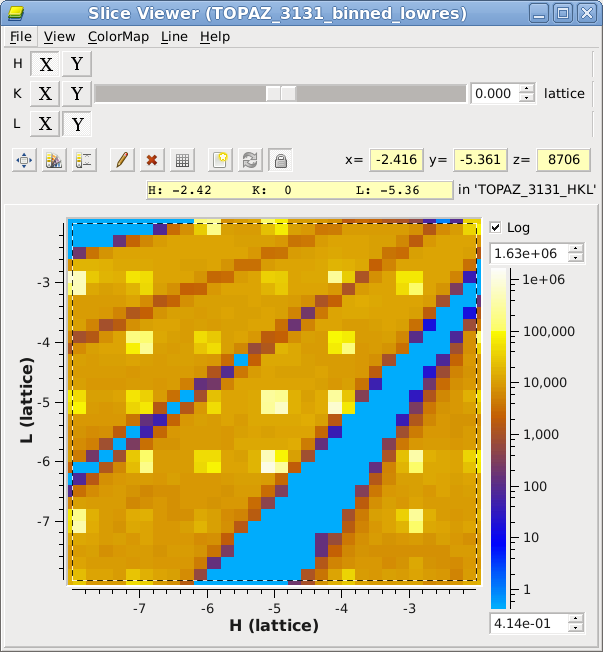 Slice Viewer (TOPAZ_3131_binned_lowres)
File View ColorMap Line Help
H X Y
K X Y 0.000 lattice
L X Y
x= -2.416 y= -5.361 z= 8706
H: -2.42 K: 0 L: -5.36 in 'TOPAZ_3131_HKL'
Log
1.63e+06
1e+06
100,000
10,000
1,000
100
10
1
4.14e-01
L (lattice)
-3
-4
-5
-6
-7
-7 -6 -5 -4 -3
H (lattice)